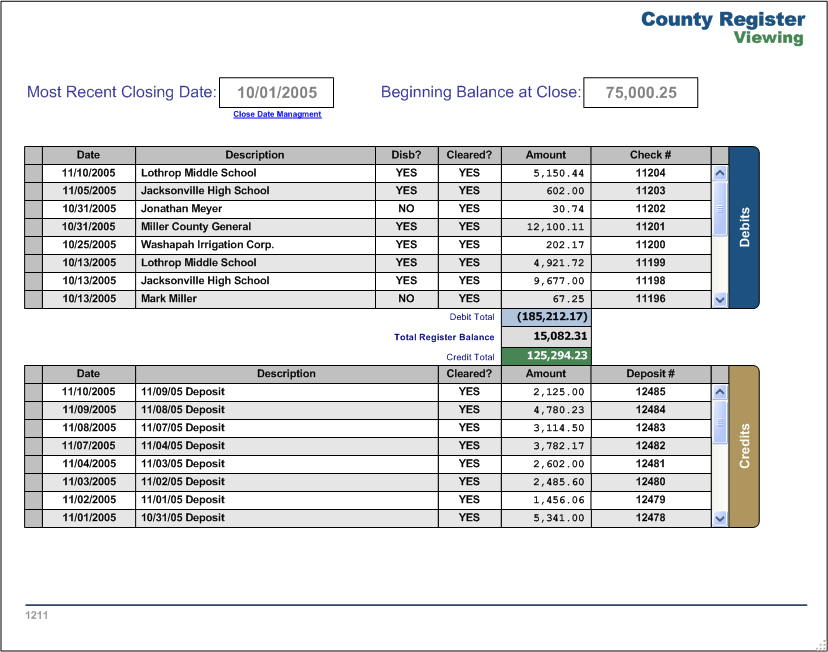 County Register
Viewing
Most Recent Closing Date: 10/01/2005 Beginning Balance at Close: 75,000.25
Close Date Managment
Date Description Disb? Cleared? Amount Check #
11/10/2005 Lothrop Middle School YES YES 5,150.44 11204
11/05/2005 Jacksonville High School YES YES 602.00 11203
10/31/2005 Jonathan Meyer NO YES 30.74 11202
10/31/2005 Miller County General YES YES 12,100.11 11201
10/25/2005 Washapah Irrigation Corp. YES YES 202.17 11200
10/13/2005 Lothrop Middle School YES YES 4,921.72 11199
10/13/2005 Jacksonville High School YES YES 9,677.00 11198
10/13/2005 Mark Miller NO YES 67.25 11196
Debits
Debit Total (185,212.17)
Total Register Balance 15,082.31
Credit Total 125,294.23
Date Description Cleared? Amount Deposit #
11/10/2005 11/09/05 Deposit YES 2,125.00 12485
11/09/2005 11/08/05 Deposit YES 4,780.23 12484
11/08/2005 11/07/05 Deposit YES 3,114.50 12483
11/07/2005 11/04/05 Deposit YES 3,782.17 12482
11/04/2005 11/03/05 Deposit YES 2,602.00 12481
11/03/2005 11/02/05 Deposit YES 2,485.60 12480
11/02/2005 11/01/05 Deposit YES 1,456.06 12479
11/01/2005 10/31/05 Deposit YES 5,341.00 12478
Credits
1211